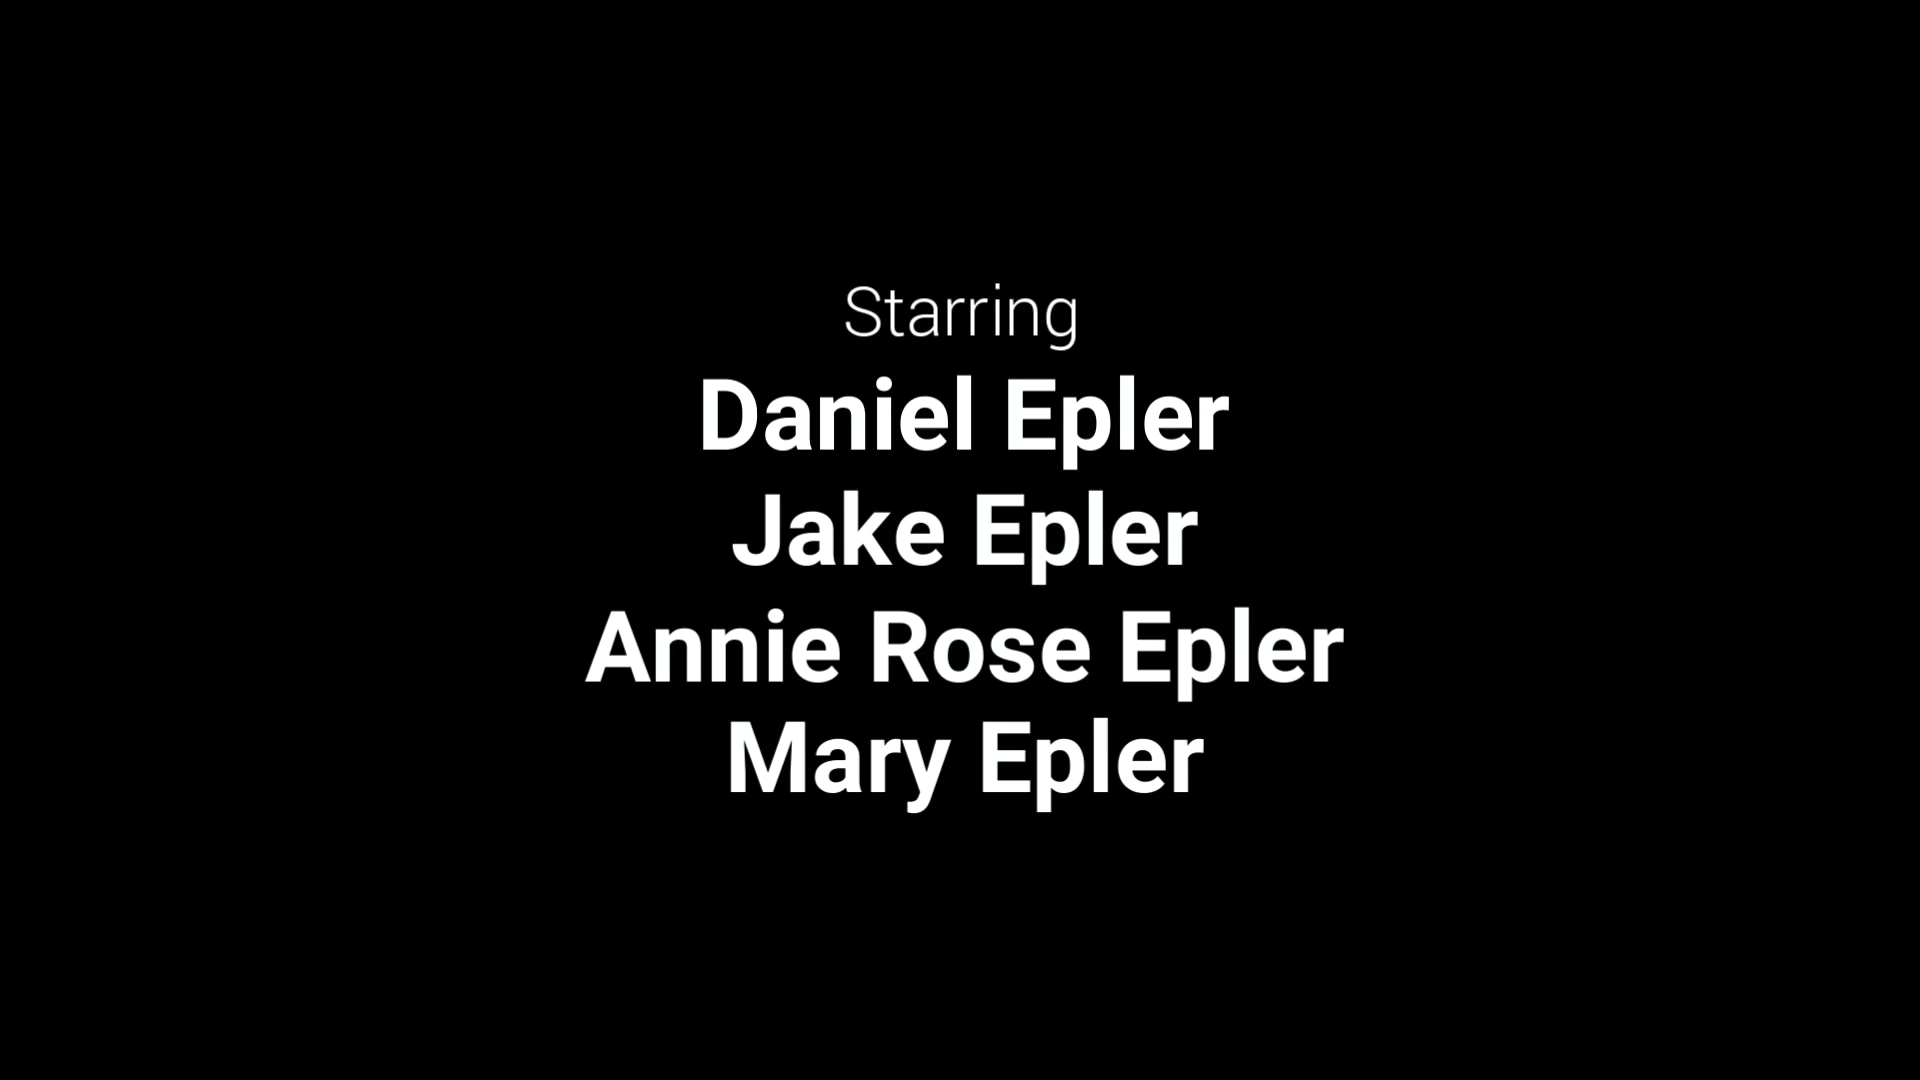 Starring
Daniel Epler
Jake Epler
Annie Rose Epler
Mary Epler